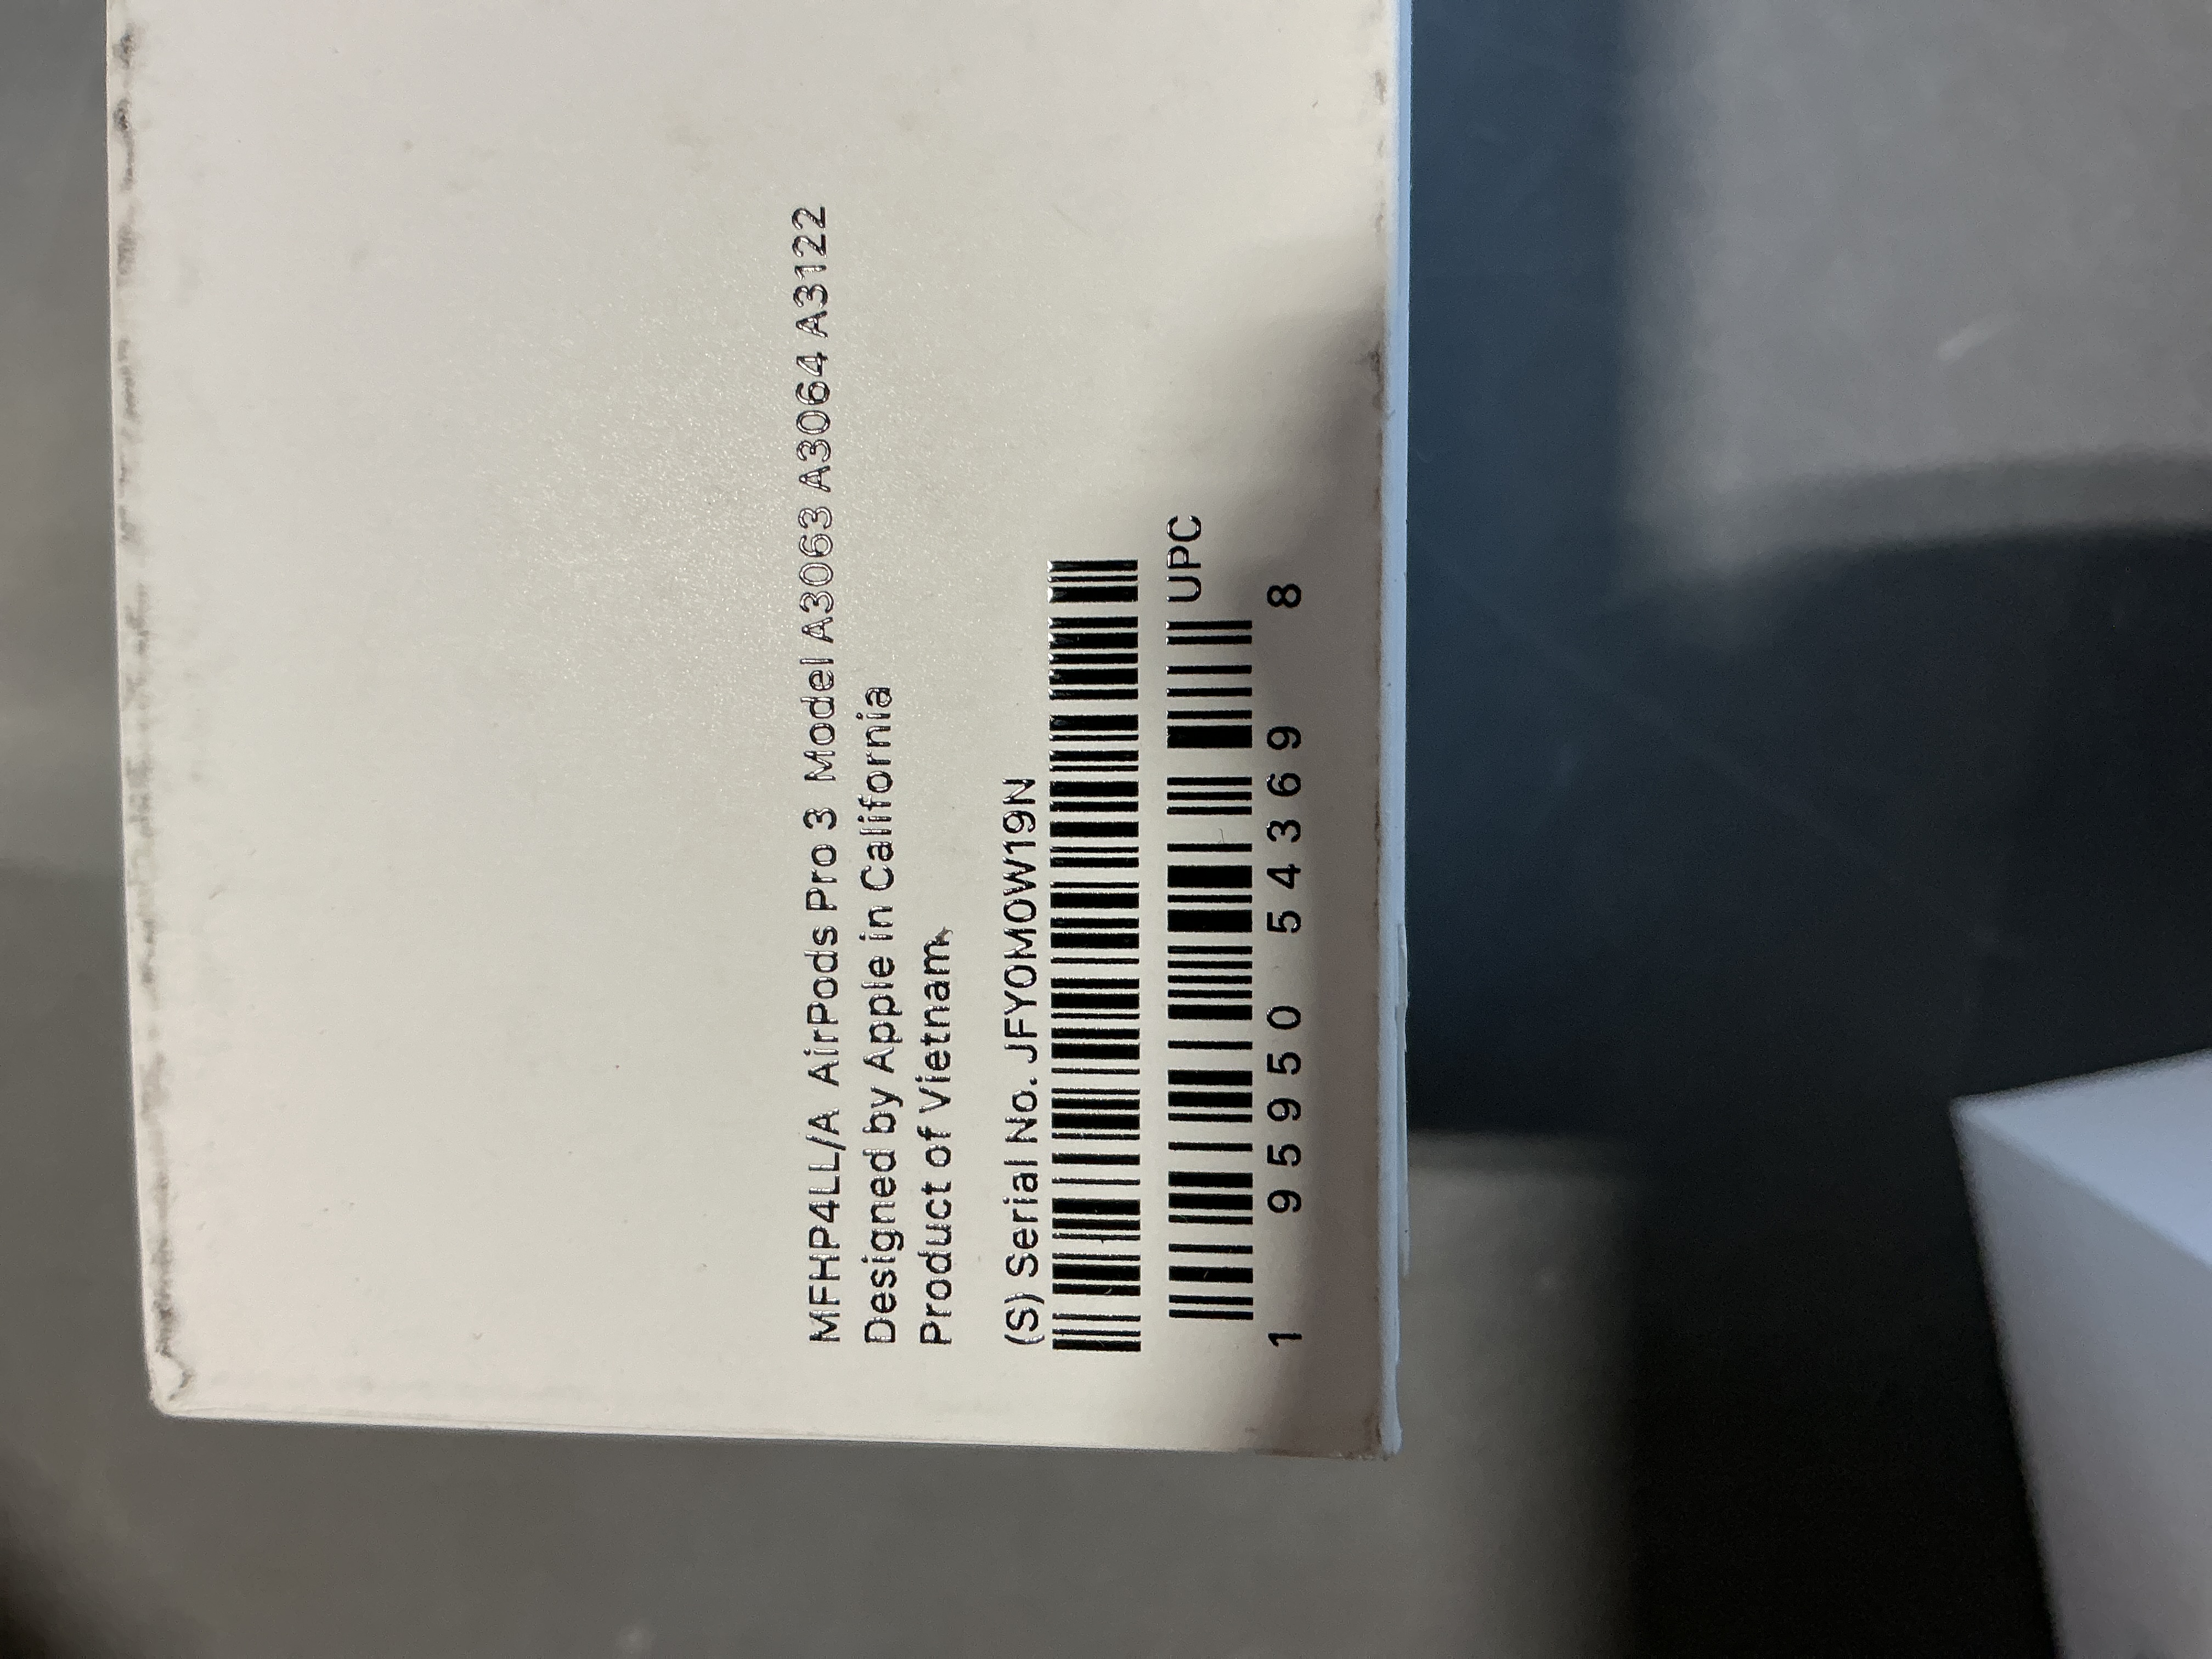 MFHP4LL/A AirPods Pro 3 Model A3063 A3064 A3122
Designed by Apple in California
Product of Vietnam
(S) Serial No. JFY0M0W19N
UPC
1 95950 54369 8